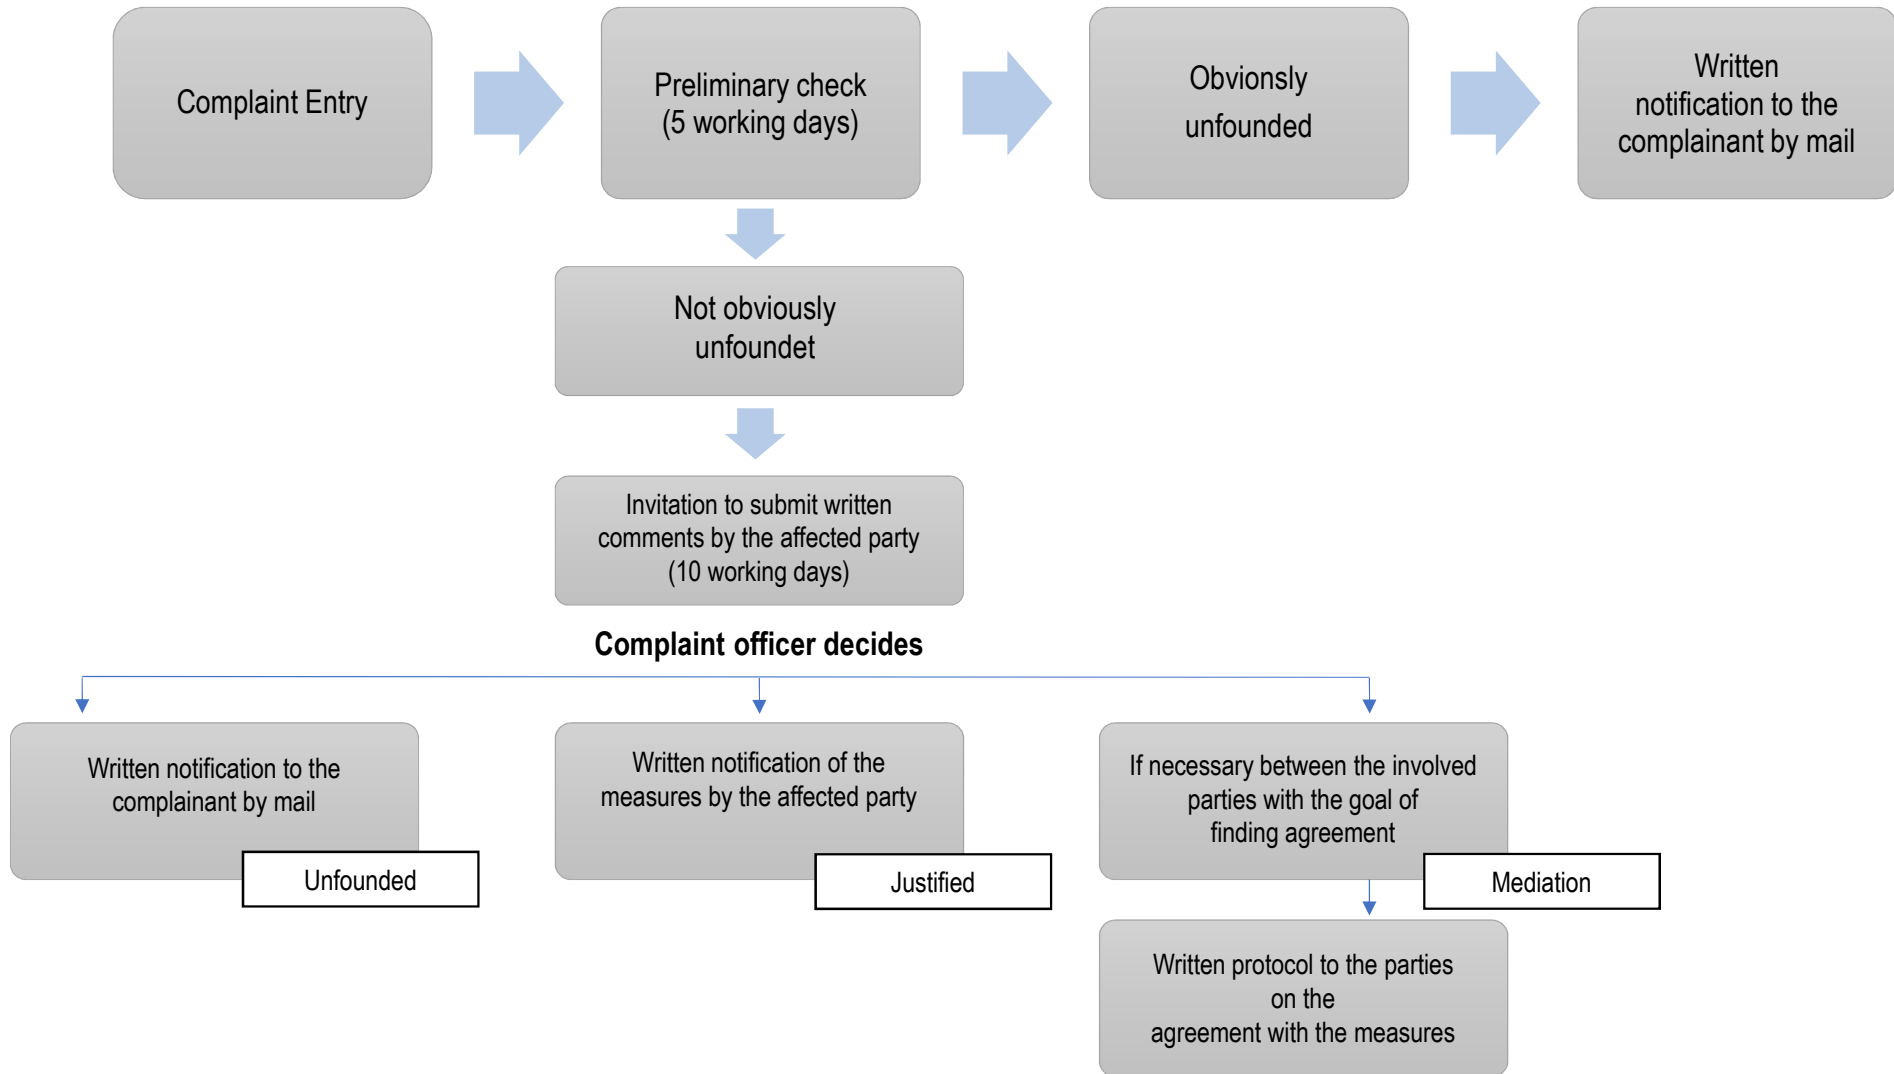 Complaint Entry
Preliminary check
(5 working days)
Obvionsly
unfounded
Written
notification to the
complainant by mail
Not obviously
unfoundet
Invitation to submit written
comments by the affected party
(10 working days)
Complaint officer decides
Written notification to the
complainant by mail
Unfounded
Written notification of the
measures by the affected party
Justified
If necessary between the involved
parties with the goal of
finding agreement
Mediation
Written protocol to the parties
on the
agreement with the measures